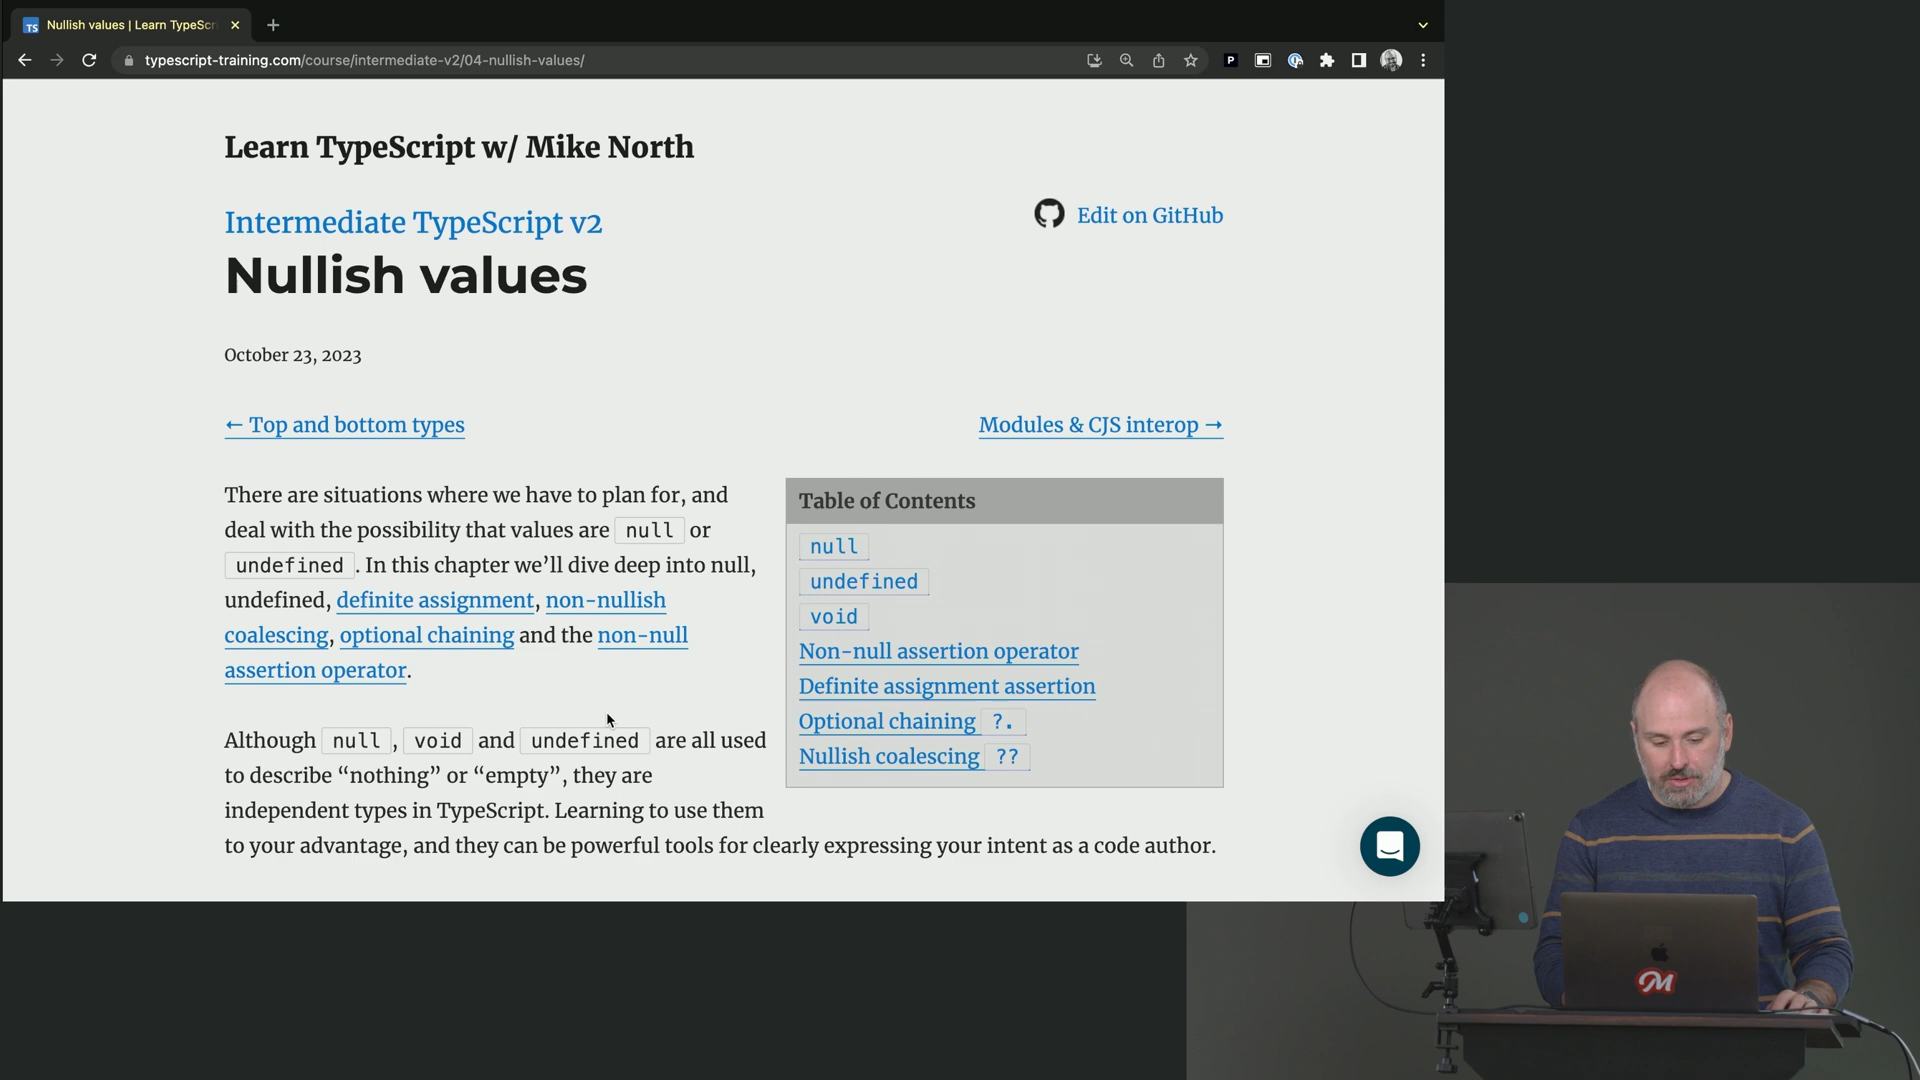 Nullish values | Learn TypeScr
typescript-training.com/course/intermediate-v2/04-nullish-values/
Learn TypeScript w/ Mike North
Intermediate TypeScript v2
Edit on GitHub
Nullish values
October 23, 2023
← Top and bottom types
Modules & CJS interop →
There are situations where we have to plan for, and
deal with the possibility that values are null or
undefined . In this chapter we’ll dive deep into null,
undefined, definite assignment, non-nullish
coalescing, optional chaining and the non-null
assertion operator.
Although null , void and undefined are all used
to describe “nothing” or “empty”, they are
independent types in TypeScript. Learning to use them
to your advantage, and they can be powerful tools for clearly expressing your intent as a code author.
Table of Contents
null
undefined
void
Non-null assertion operator
Definite assignment assertion
Optional chaining ?.
Nullish coalescing ??
TS
P
M